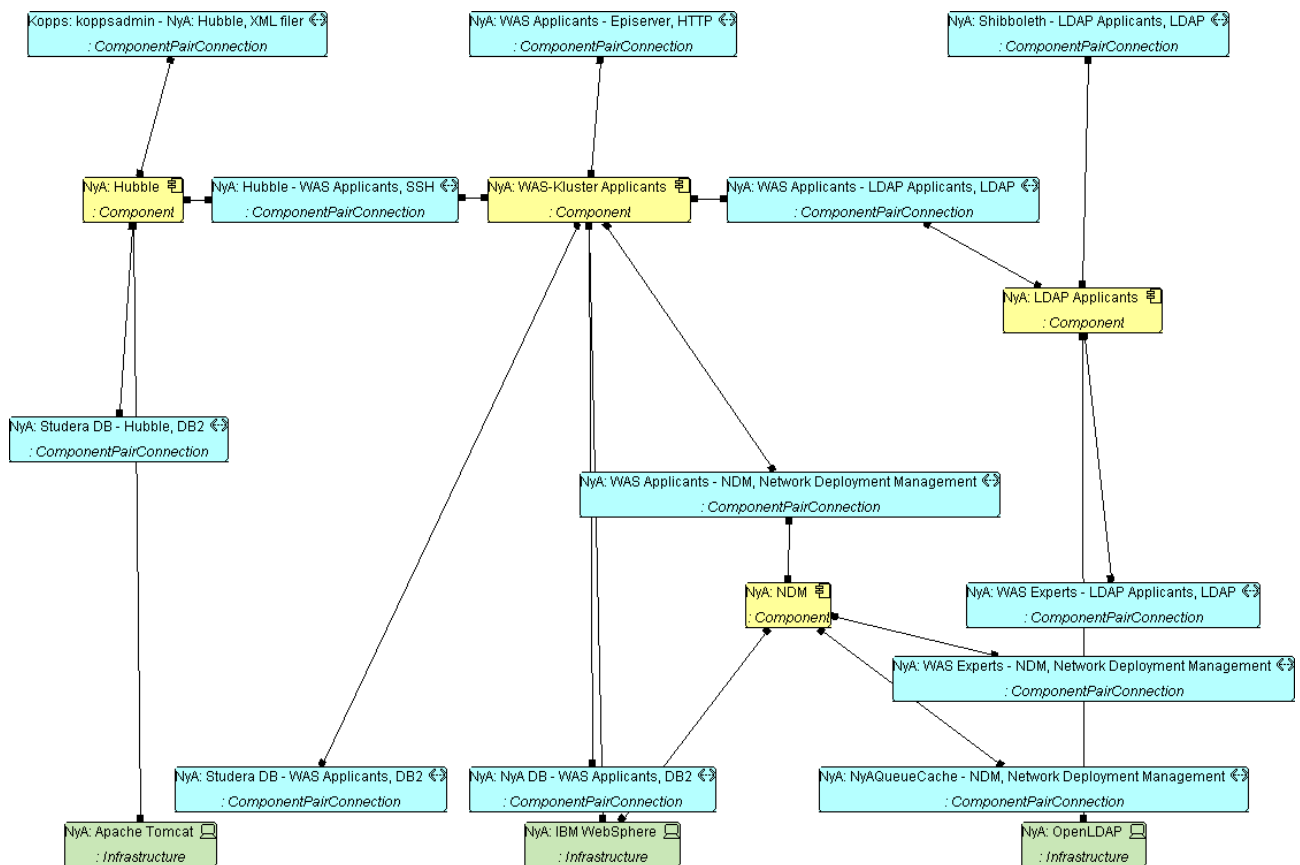 Kopps: koppsadmin - NyA: Hubble, XML filer
: ComponentPairConnection
NyA: WAS Applicants - Episerver, HTTP
: ComponentPairConnection
NyA: Shibboleth - LDAP Applicants, LDAP
: ComponentPairConnection
NyA: Hubble
: Component
NyA: Hubble - WAS Applicants, SSH
: ComponentPairConnection
NyA: WAS-Kluster Applicants
: Component
NyA: WAS Applicants - LDAP Applicants, LDAP
: ComponentPairConnection
NyA: LDAP Applicants
: Component
NyA: Studera DB - Hubble, DB2
: ComponentPairConnection
NyA: WAS Applicants - NDM, Network Deployment Management
: ComponentPairConnection
NyA: NDM
: Component
NyA: WAS Experts - LDAP Applicants, LDAP
: ComponentPairConnection
NyA: WAS Experts - NDM, Network Deployment Management
: ComponentPairConnection
NyA: Studera DB - WAS Applicants, DB2
: ComponentPairConnection
NyA: NyA DB - WAS Applicants, DB2
: ComponentPairConnection
NyA: NyAQueueCache - NDM, Network Deployment Management
: ComponentPairConnection
NyA: Apache Tomcat
: Infrastructure
NyA: IBM WebSphere
: Infrastructure
NyA: OpenLDAP
: Infrastructure